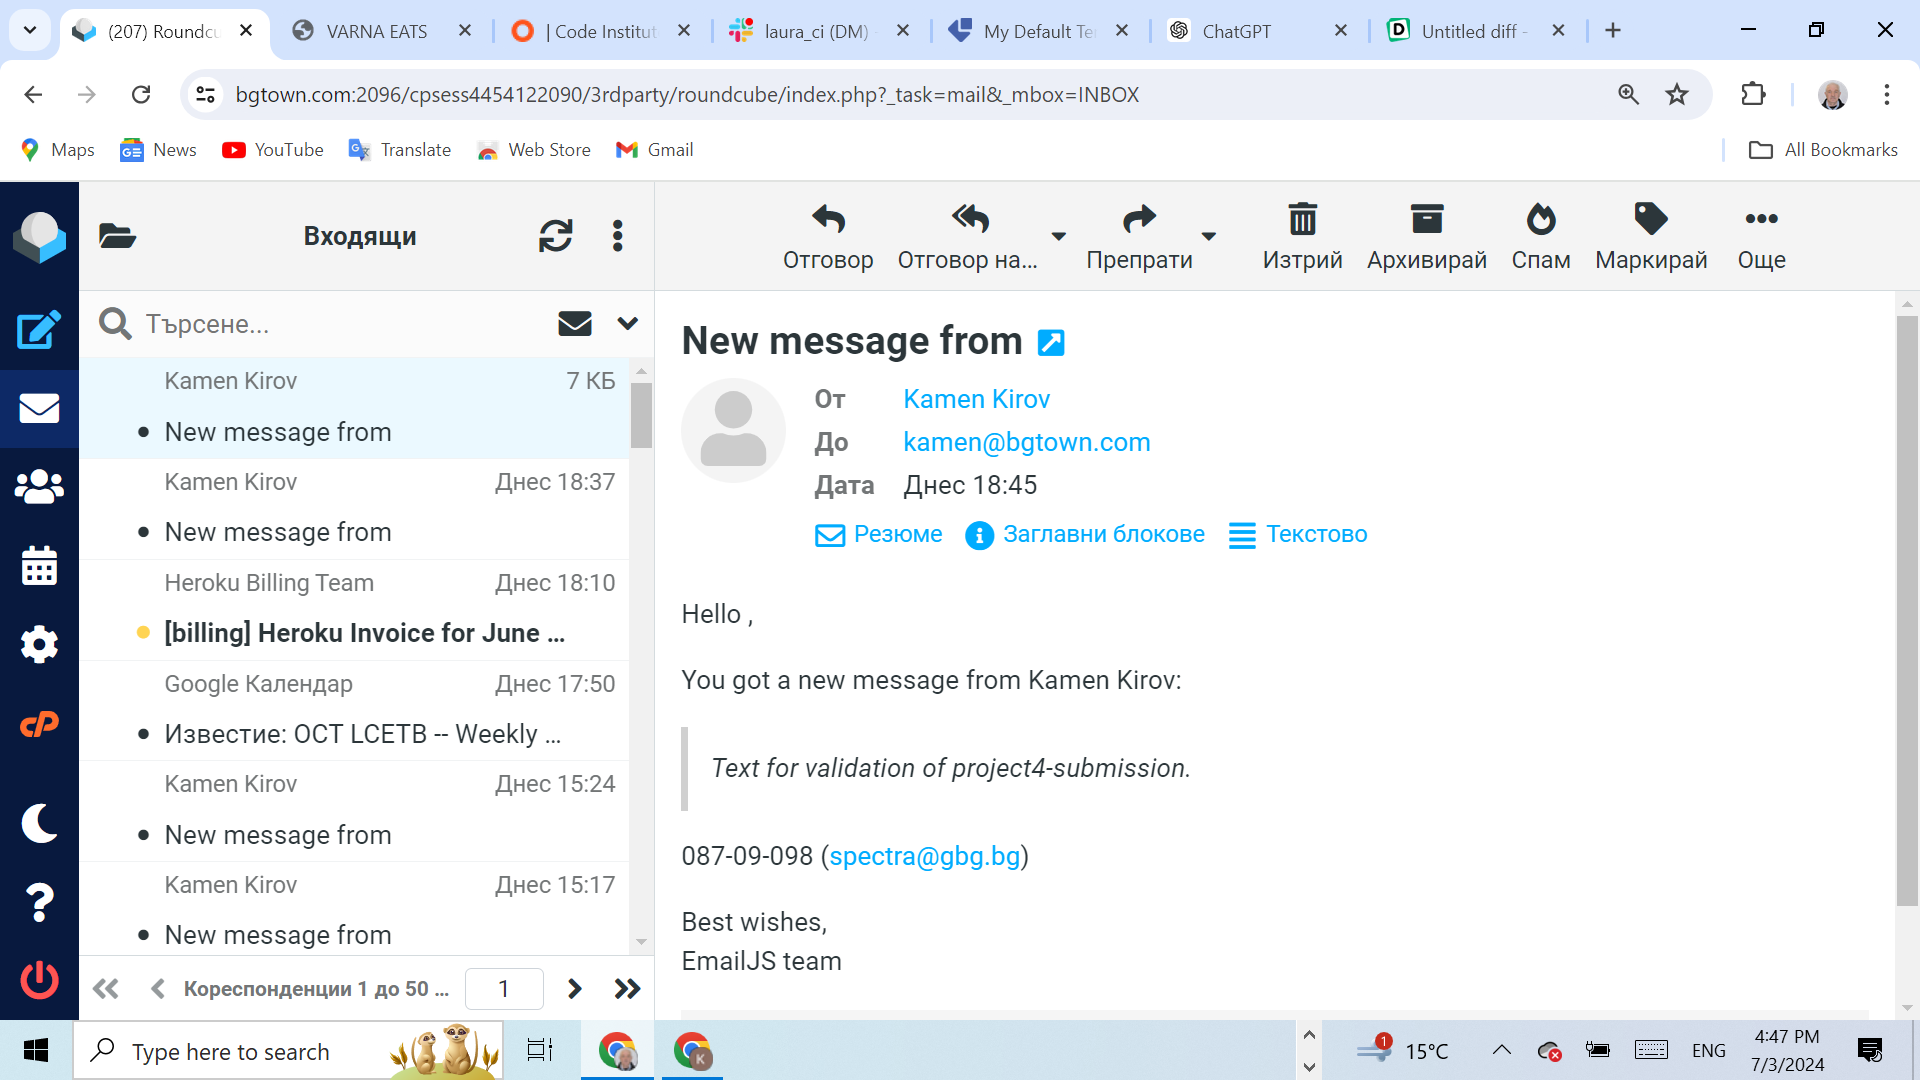 (207) Roundcu
VARNA EATS
| Code Institut
laura_ci (DM) -
My Default Te
ChatGPT
Untitled diff -
bgtown.com:2096/cpsess4454122090/3rdparty/roundcube/index.php?_task=mail&_mbox=INBOX
Maps
News
YouTube
Translate
Web Store
Gmail
All Bookmarks
Входящи
Отговор
Отговор на...
Препрати
Изтрий
Архивирай
Спам
Маркирай
Още
Търсене...
Kamen Kirov 7 КБ
New message from
Kamen Kirov Днес 18:37
New message from
Heroku Billing Team Днес 18:10
[billing] Heroku Invoice for June ...
Google Календар Днес 17:50
Известие: OCT LCETB -- Weekly ...
Kamen Kirov Днес 15:24
New message from
Kamen Kirov Днес 15:17
New message from
Кореспонденции 1 до 50 ...
1
New message from
От Kamen Kirov
До kamen@bgtown.com
Дата Днес 18:45
Резюме
Заглавни блокове
Текстово
Hello ,
You got a new message from Kamen Kirov:
Text for validation of project4-submission.
087-09-098 (spectra@gbg.bg)
Best wishes,
EmailJS team
Type here to search
K
1
15°C
ENG
4:47 PM
7/3/2024